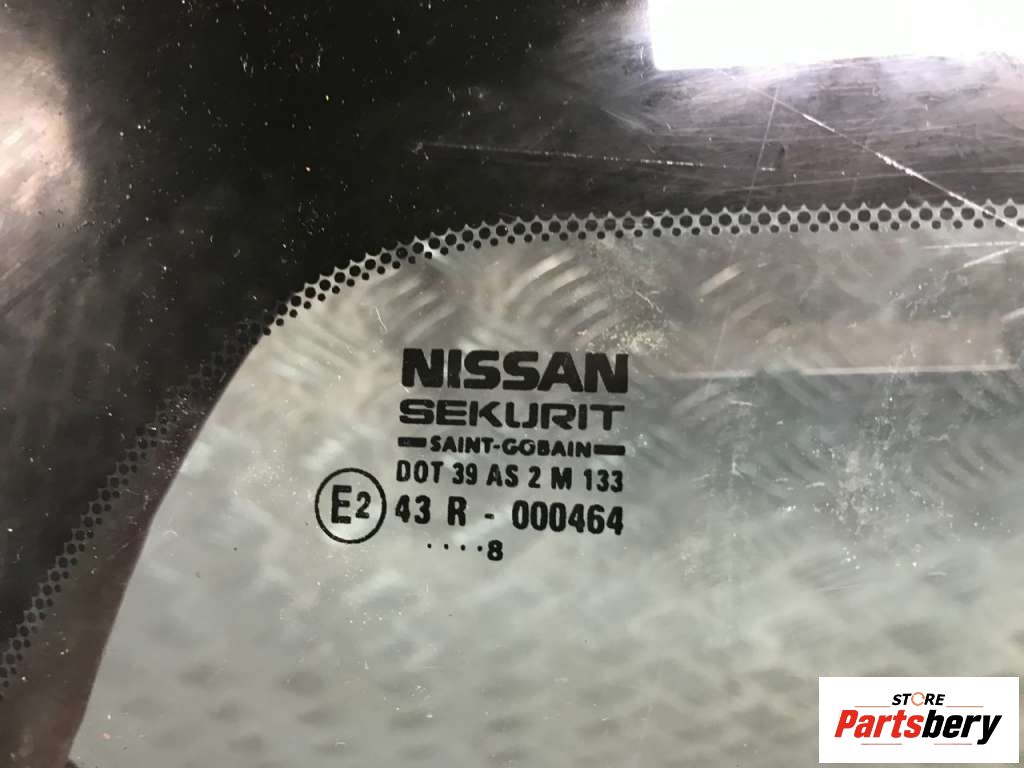 NISSAN
SEKURIT
SAINT-GOBAIN
DOT 39 AS 2 M 133
E2 43 R - 000464
····8
STORE
Partsbery